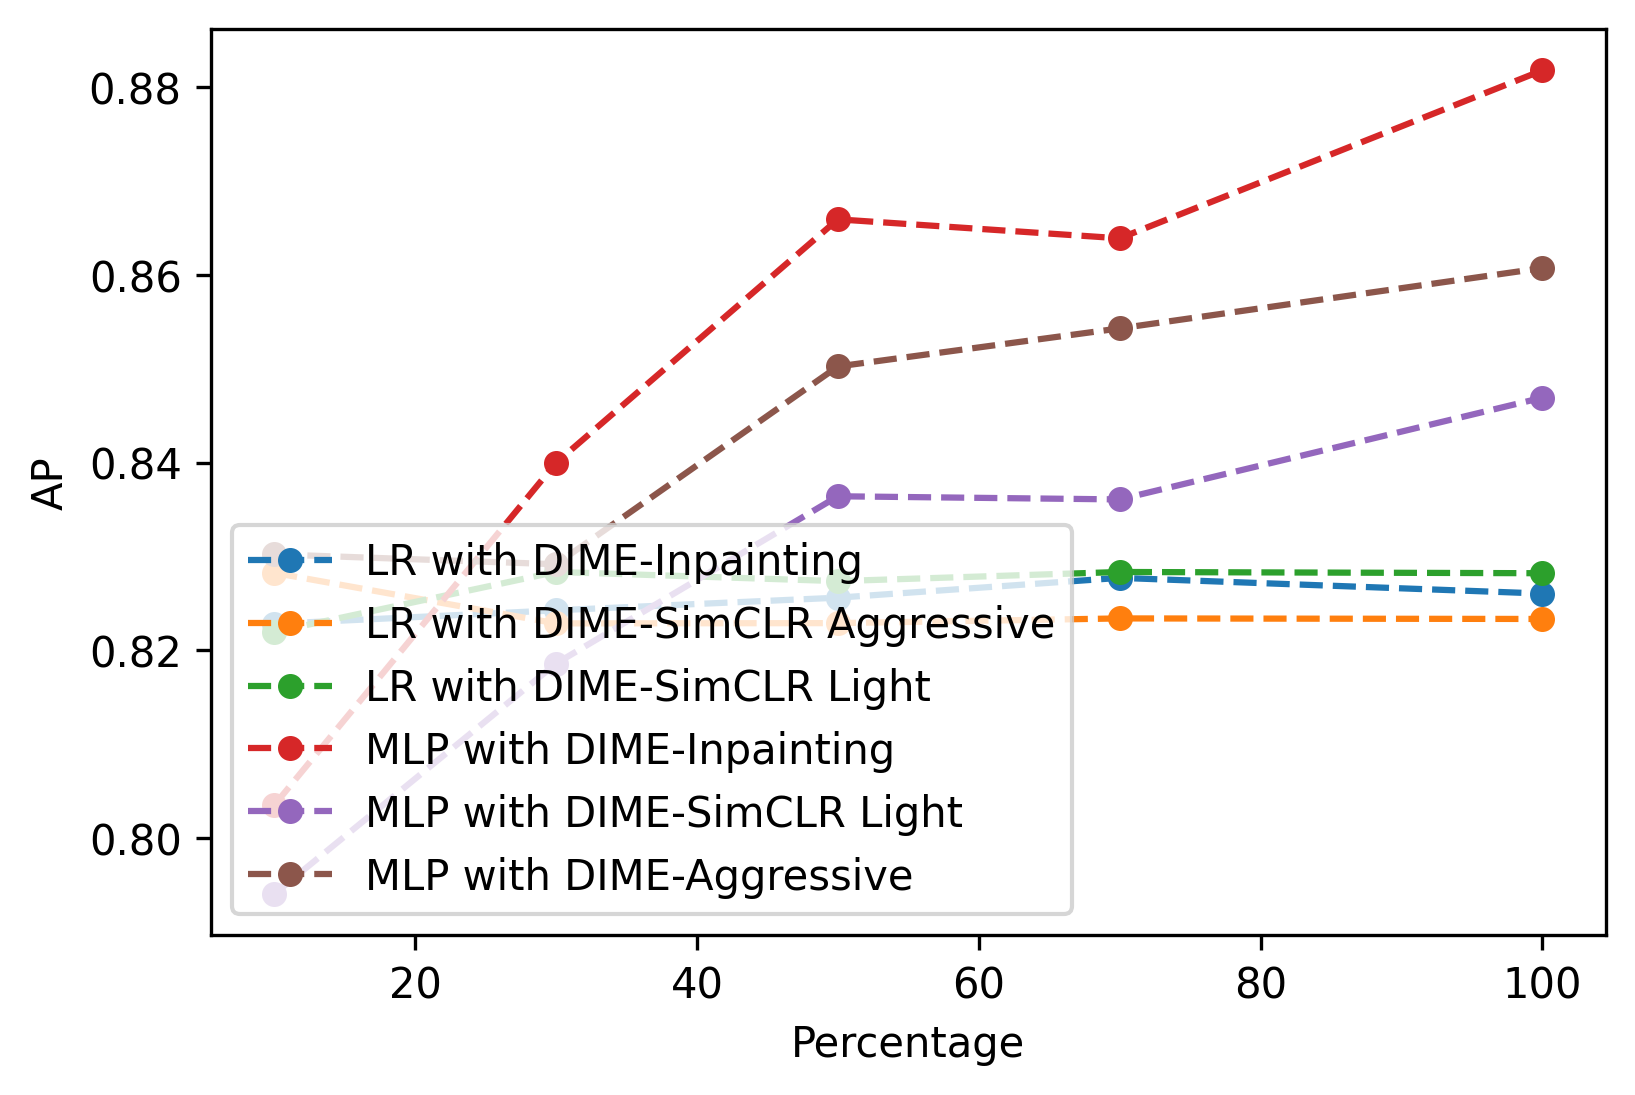 0.88
0.86
0.84
0.82
0.80
AP
LR with DIME-Inpainting
LR with DIME-SimCLR Aggressive
LR with DIME-SimCLR Light
MLP with DIME-Inpainting
MLP with DIME-SimCLR Light
MLP with DIME-Aggressive
20 40 60 80 100
Percentage